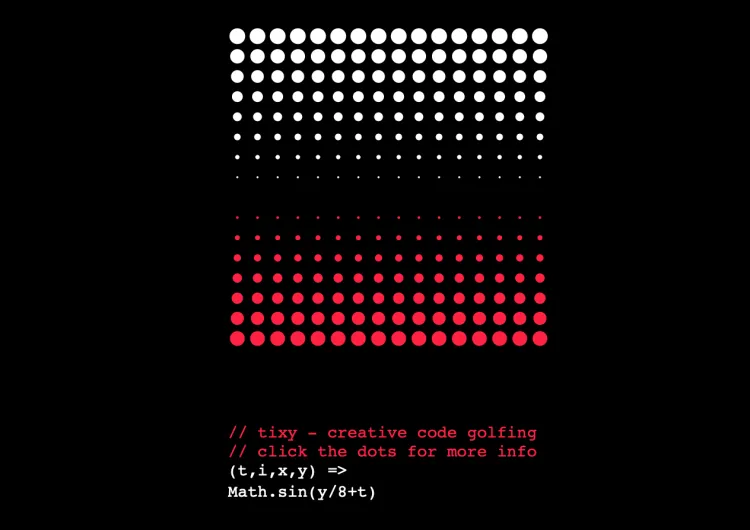 // tixy - creative code golfing
// click the dots for more info
(t,i,x,y) =>
Math.sin(y/8+t)